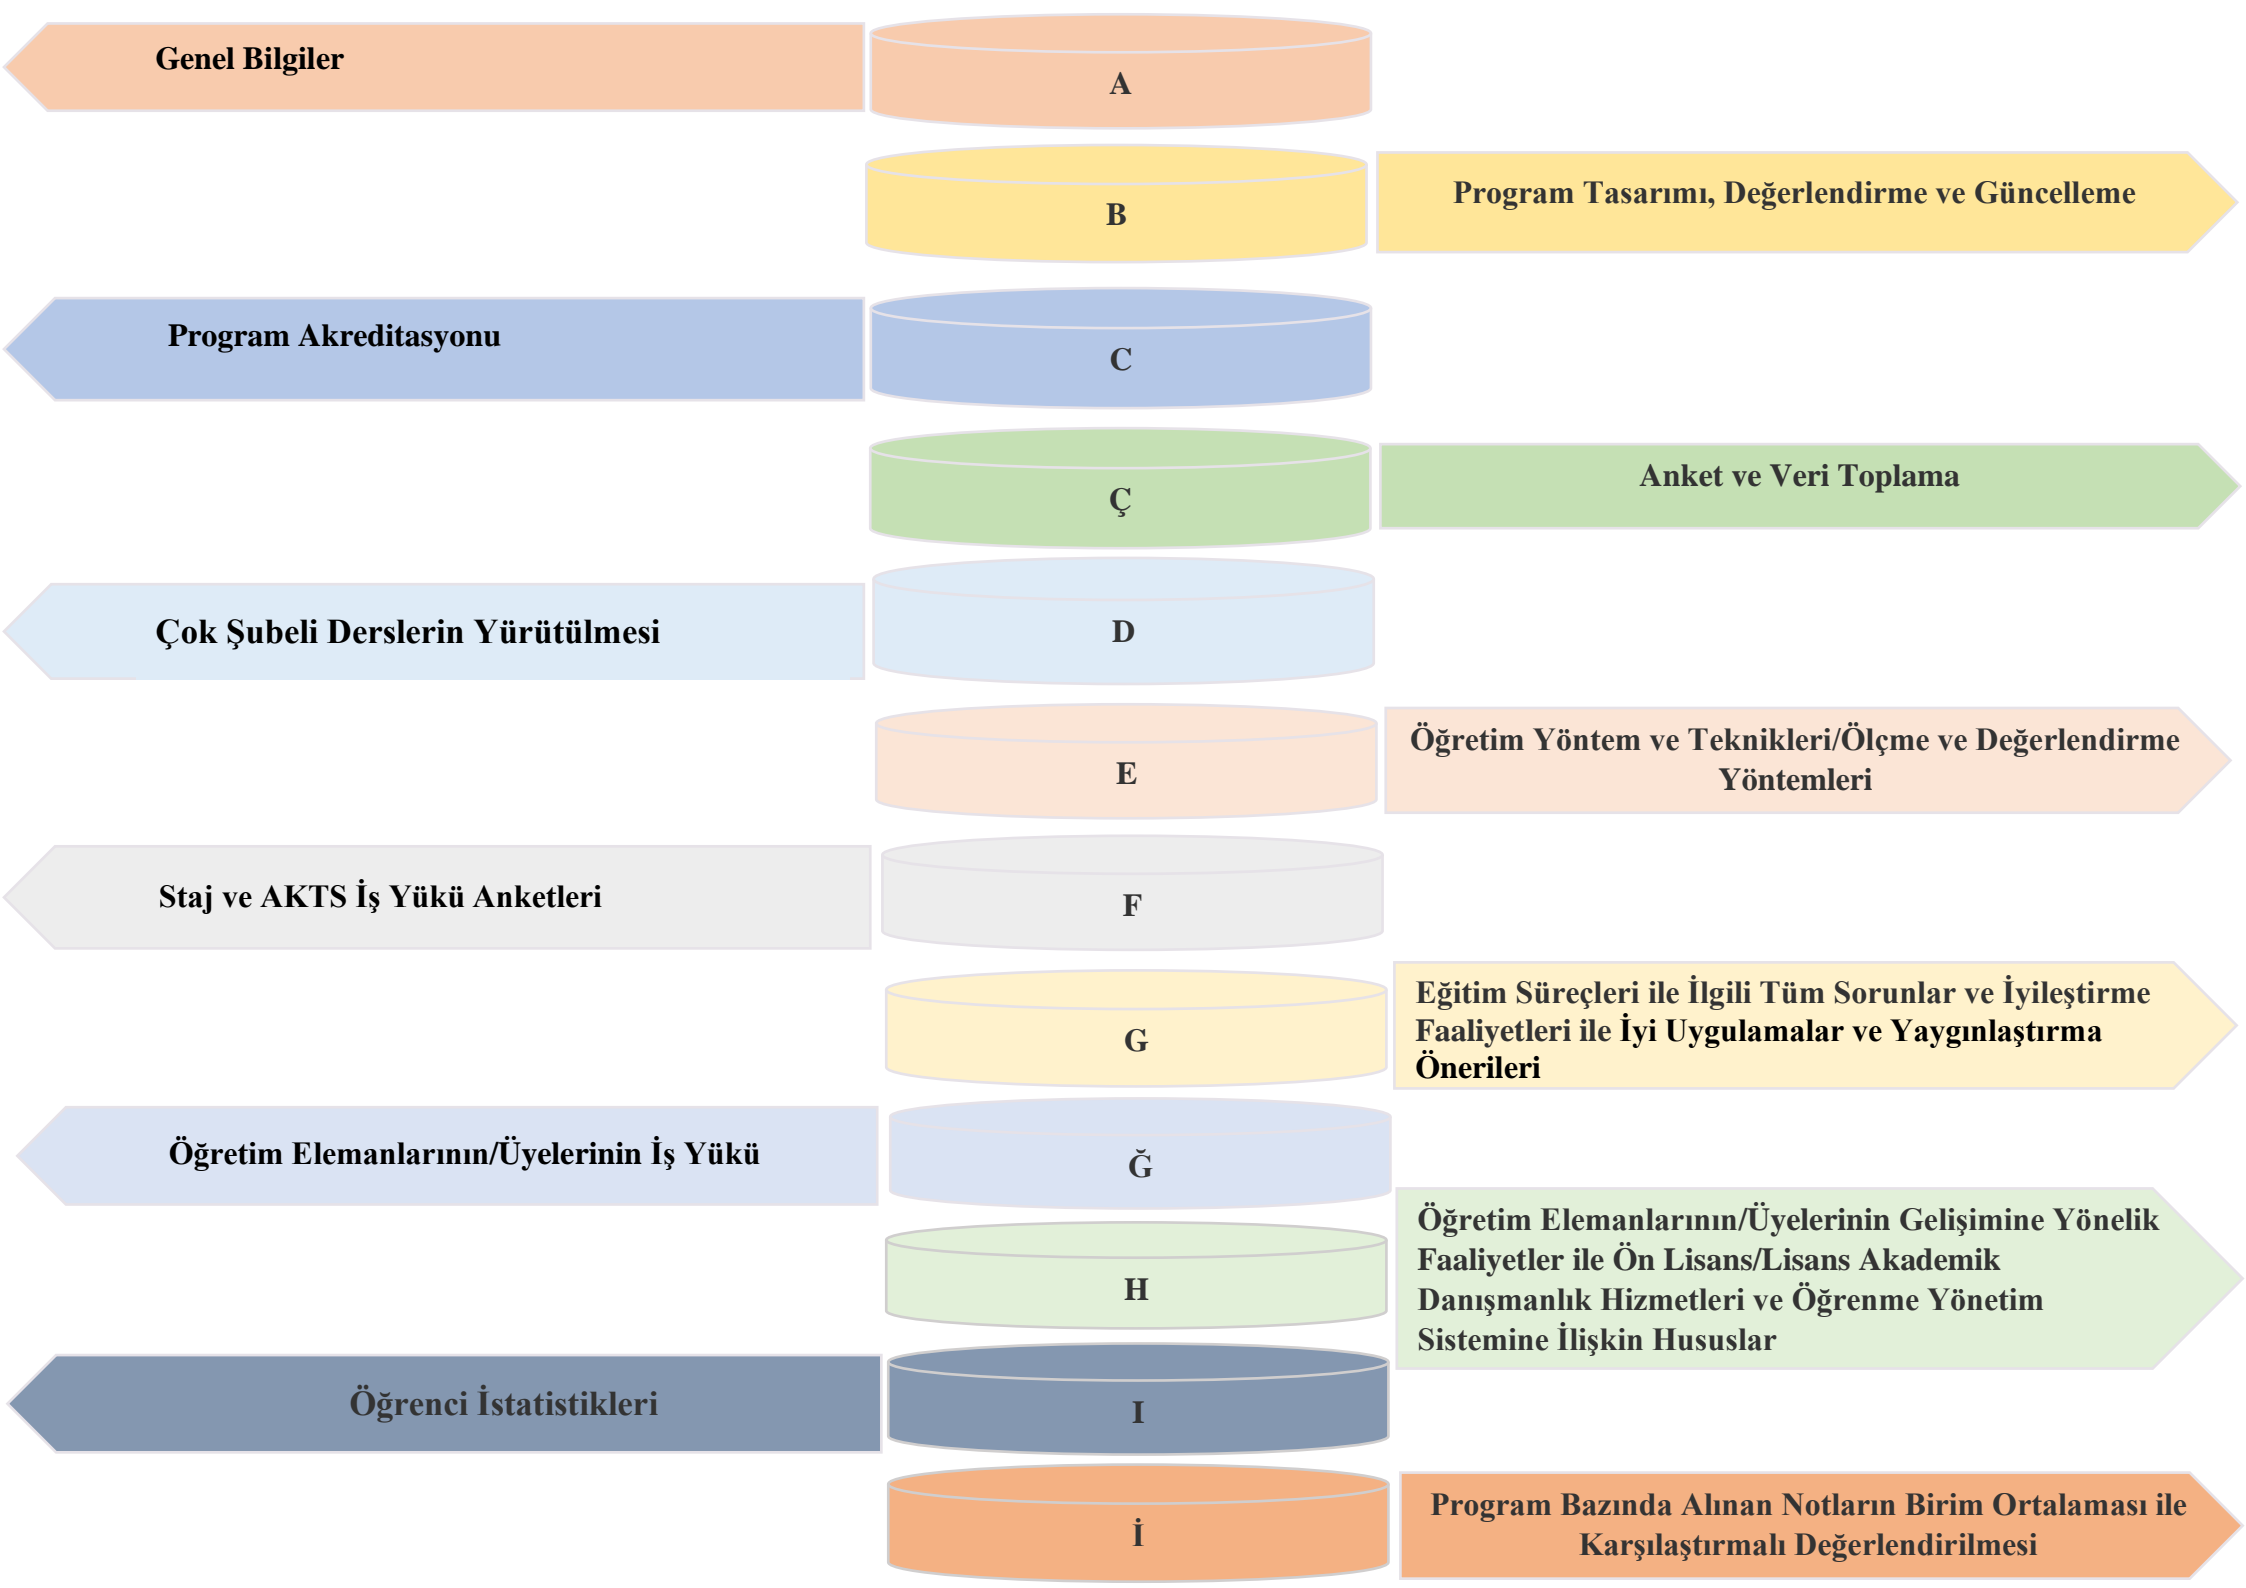 Genel Bilgiler
A
B
Program Tasarımı, Değerlendirme ve Güncelleme
Program Akreditasyonu
C
Ç
Anket ve Veri Toplama
Çok Şubeli Derslerin Yürütülmesi
D
E
Öğretim Yöntem ve Teknikleri/Ölçme ve Değerlendirme
Yöntemleri
Staj ve AKTS İş Yükü Anketleri
F
G
Eğitim Süreçleri ile İlgili Tüm Sorunlar ve İyileştirme
Faaliyetleri ile İyi Uygulamalar ve Yaygınlaştırma
Önerileri
Öğretim Elemanlarının/Üyelerinin İş Yükü
Ğ
H
Öğretim Elemanlarının/Üyelerinin Gelişimine Yönelik
Faaliyetler ile Ön Lisans/Lisans Akademik
Danışmanlık Hizmetleri ve Öğrenme Yönetim
Sistemine İlişkin Hususlar
Öğrenci İstatistikleri
I
İ
Program Bazında Alınan Notların Birim Ortalaması ile
Karşılaştırmalı Değerlendirilmesi